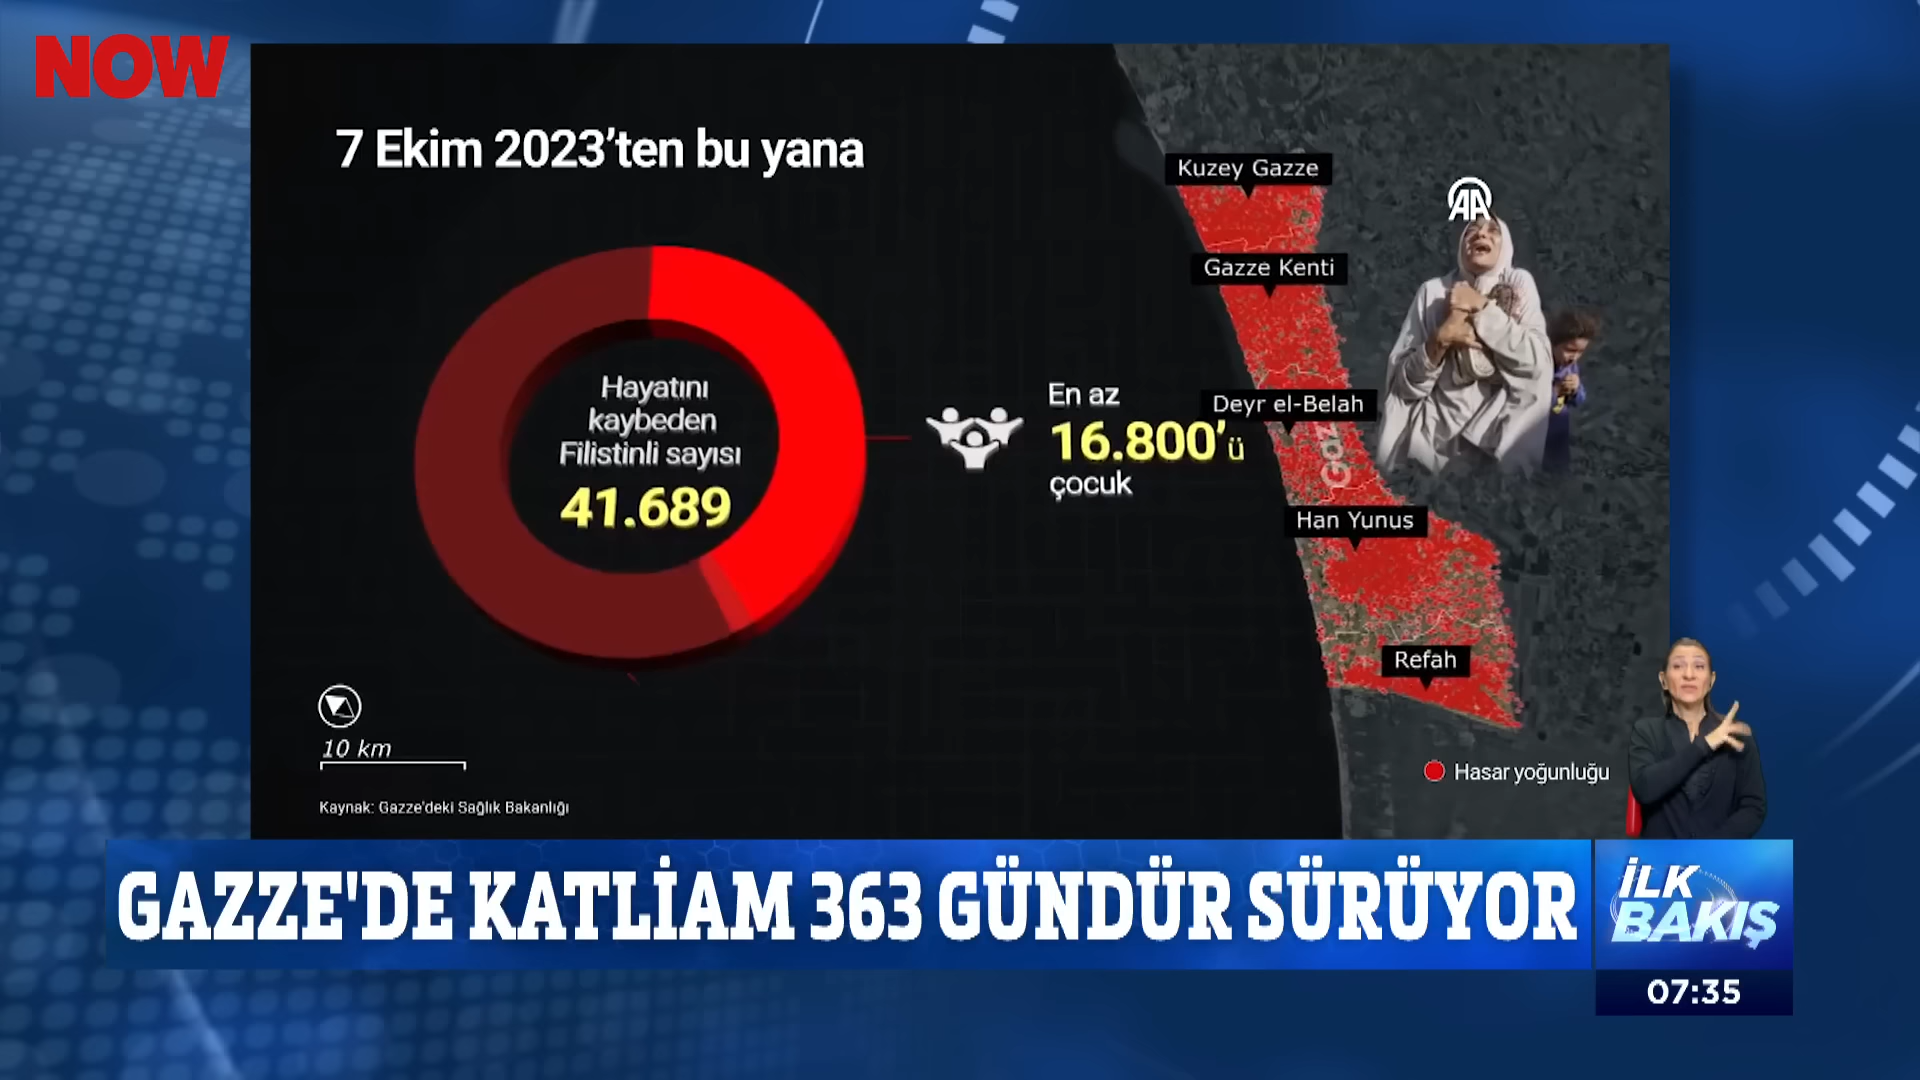 NOW
7 Ekim 2023’ten bu yana
Hayatını
kaybeden
Filistinli sayısı
41.689
En az
16.800’ü
çocuk
Kuzey Gazze
Gazze Kenti
Deyr el-Belah
Han Yunus
Refah
AA
Hasar yoğunluğu
10 km
Kaynak: Gazze'deki Sağlık Bakanlığı
GAZZE'DE KATLİAM 363 GÜNDÜR SÜRÜYOR
İLK
BAKIŞ
07:35